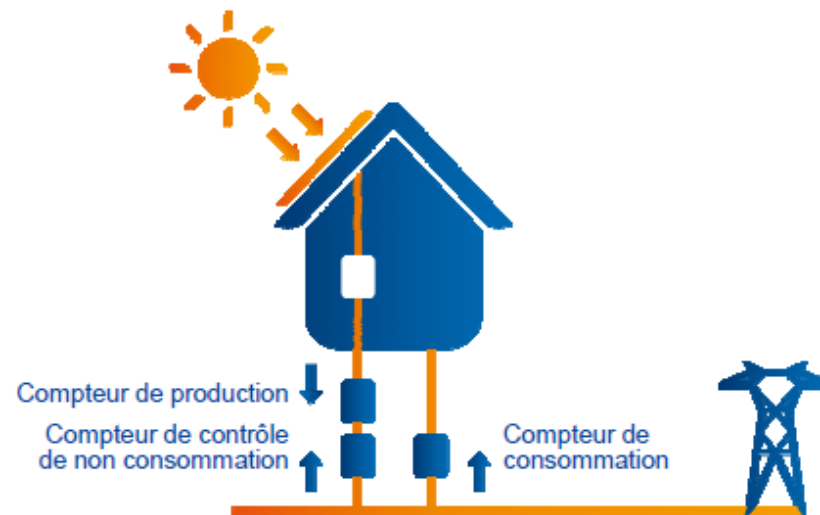 Compteur de production
Compteur de contrôle
de non consommation
Compteur de
consommation